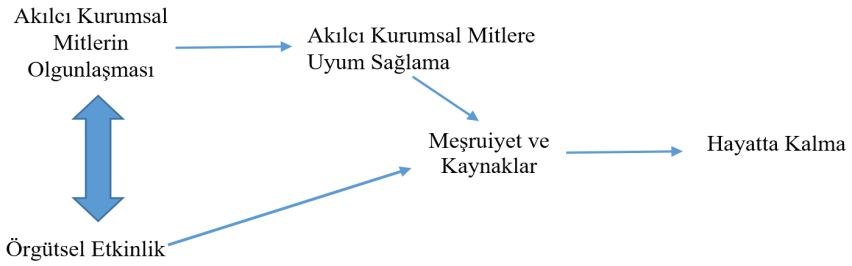 Akılcı Kurumsal
Mitlerin
Olgunlaşması
Akılcı Kurumsal Mitlere
Uyum Sağlama
Meşruiyet ve
Kaynaklar
Hayatta Kalma
Örgütsel Etkinlik